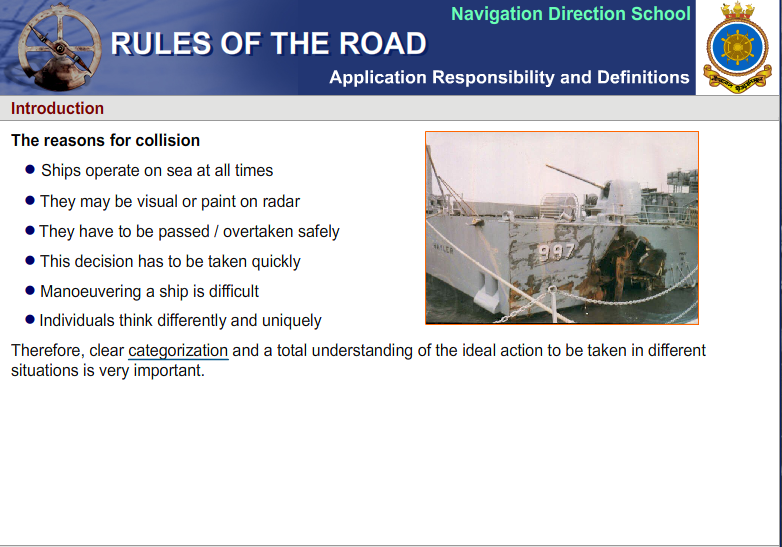 Navigation Direction School
RULES OF THE ROAD
Application Responsibility and Definitions
Introduction
The reasons for collision
Ships operate on sea at all times
They may be visual or paint on radar
They have to be passed / overtaken safely
This decision has to be taken quickly
Manoeuvering a ship is difficult
Individuals think differently and uniquely
Therefore, clear categorization and a total understanding of the ideal action to be taken in different
situations is very important.
997